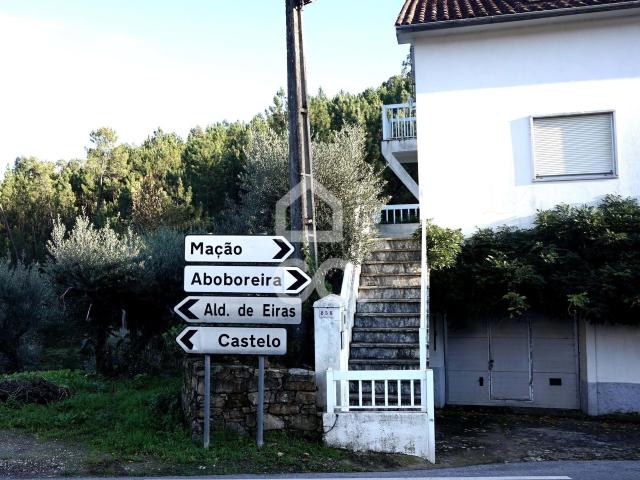 Mação
Aboboreira
Ald. de Eiras
Castelo